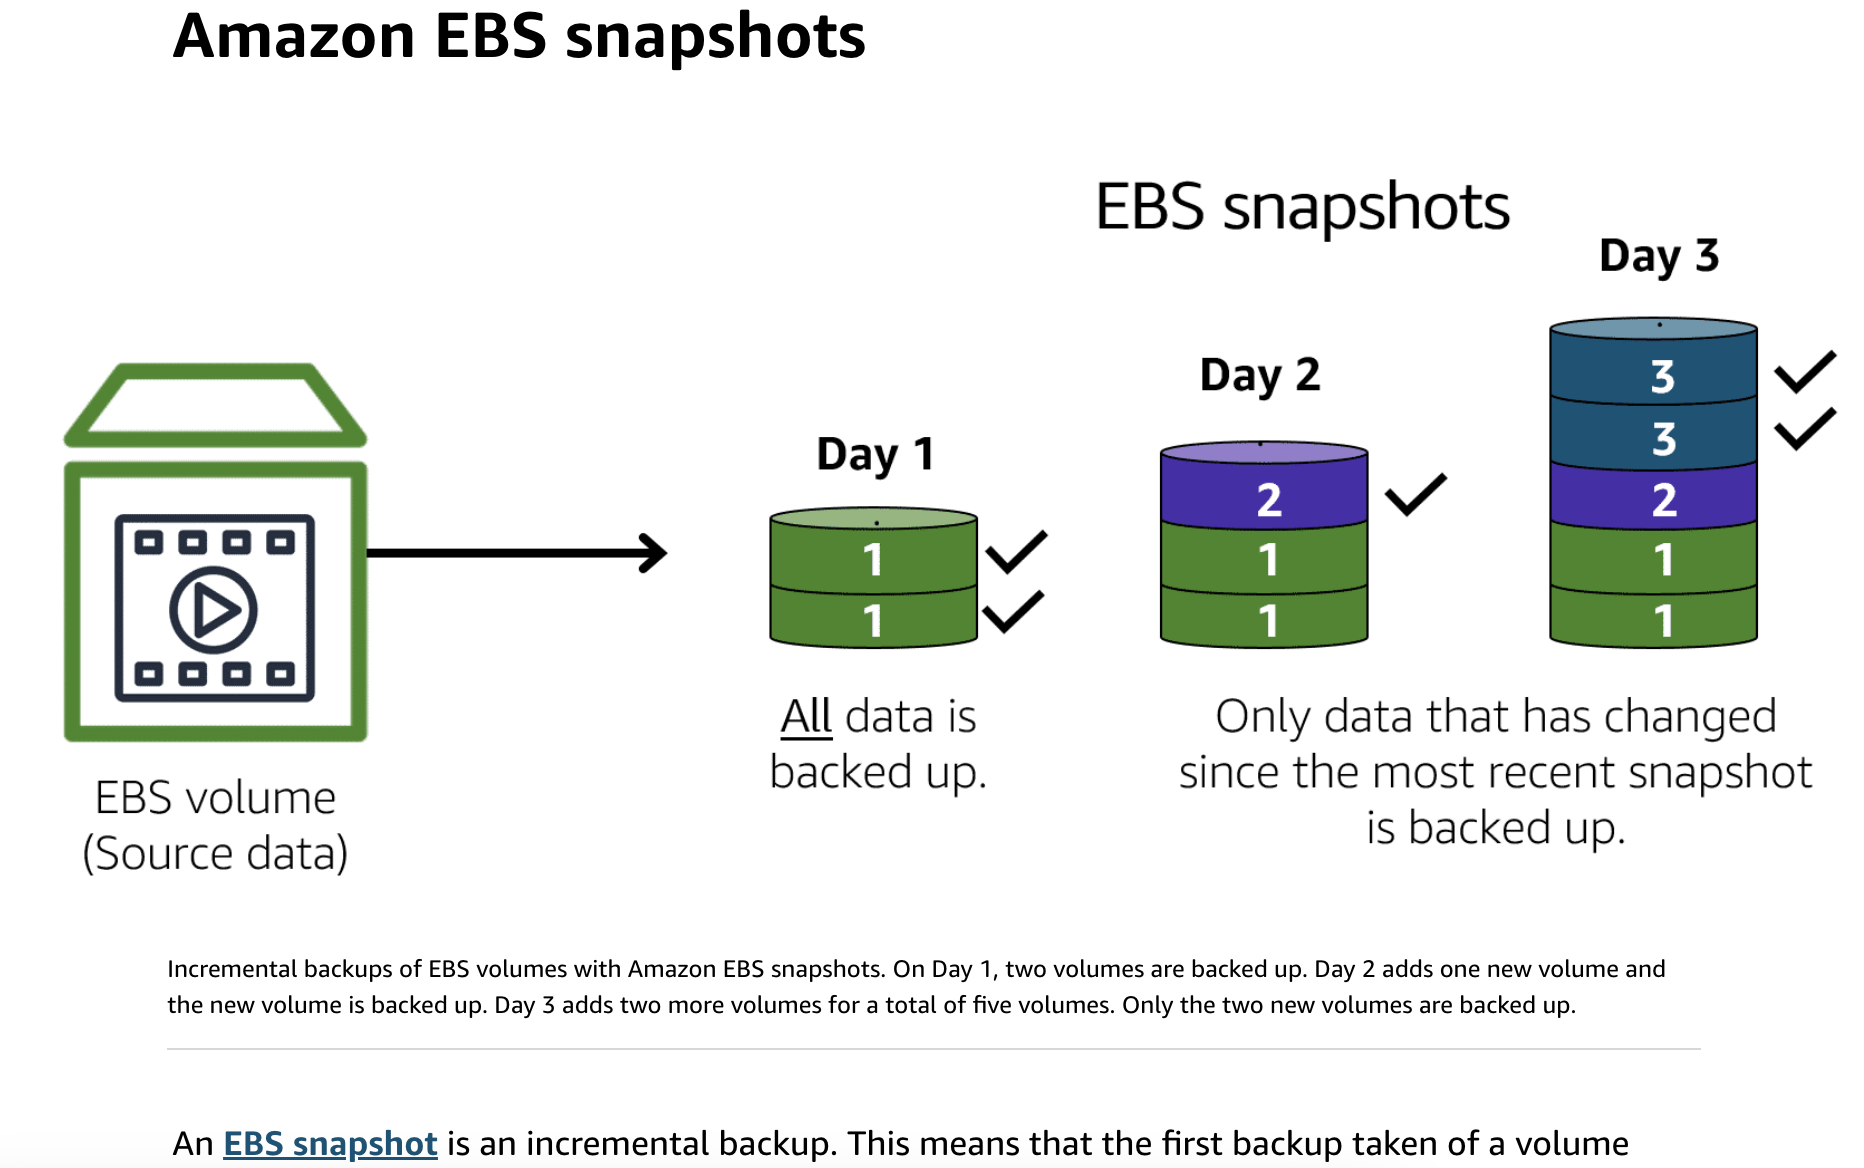 Amazon EBS snapshots
EBS snapshots
Day 3
Day 2
Day 1
3
3
2
2
1
1
1
1
1
1
All data is
backed up.
Only data that has changed
since the most recent snapshot
is backed up.
EBS volume
(Source data)
Incremental backups of EBS volumes with Amazon EBS snapshots. On Day 1, two volumes are backed up. Day 2 adds one new volume and
the new volume is backed up. Day 3 adds two more volumes for a total of five volumes. Only the two new volumes are backed up.
An EBS snapshot is an incremental backup. This means that the first backup taken of a volume